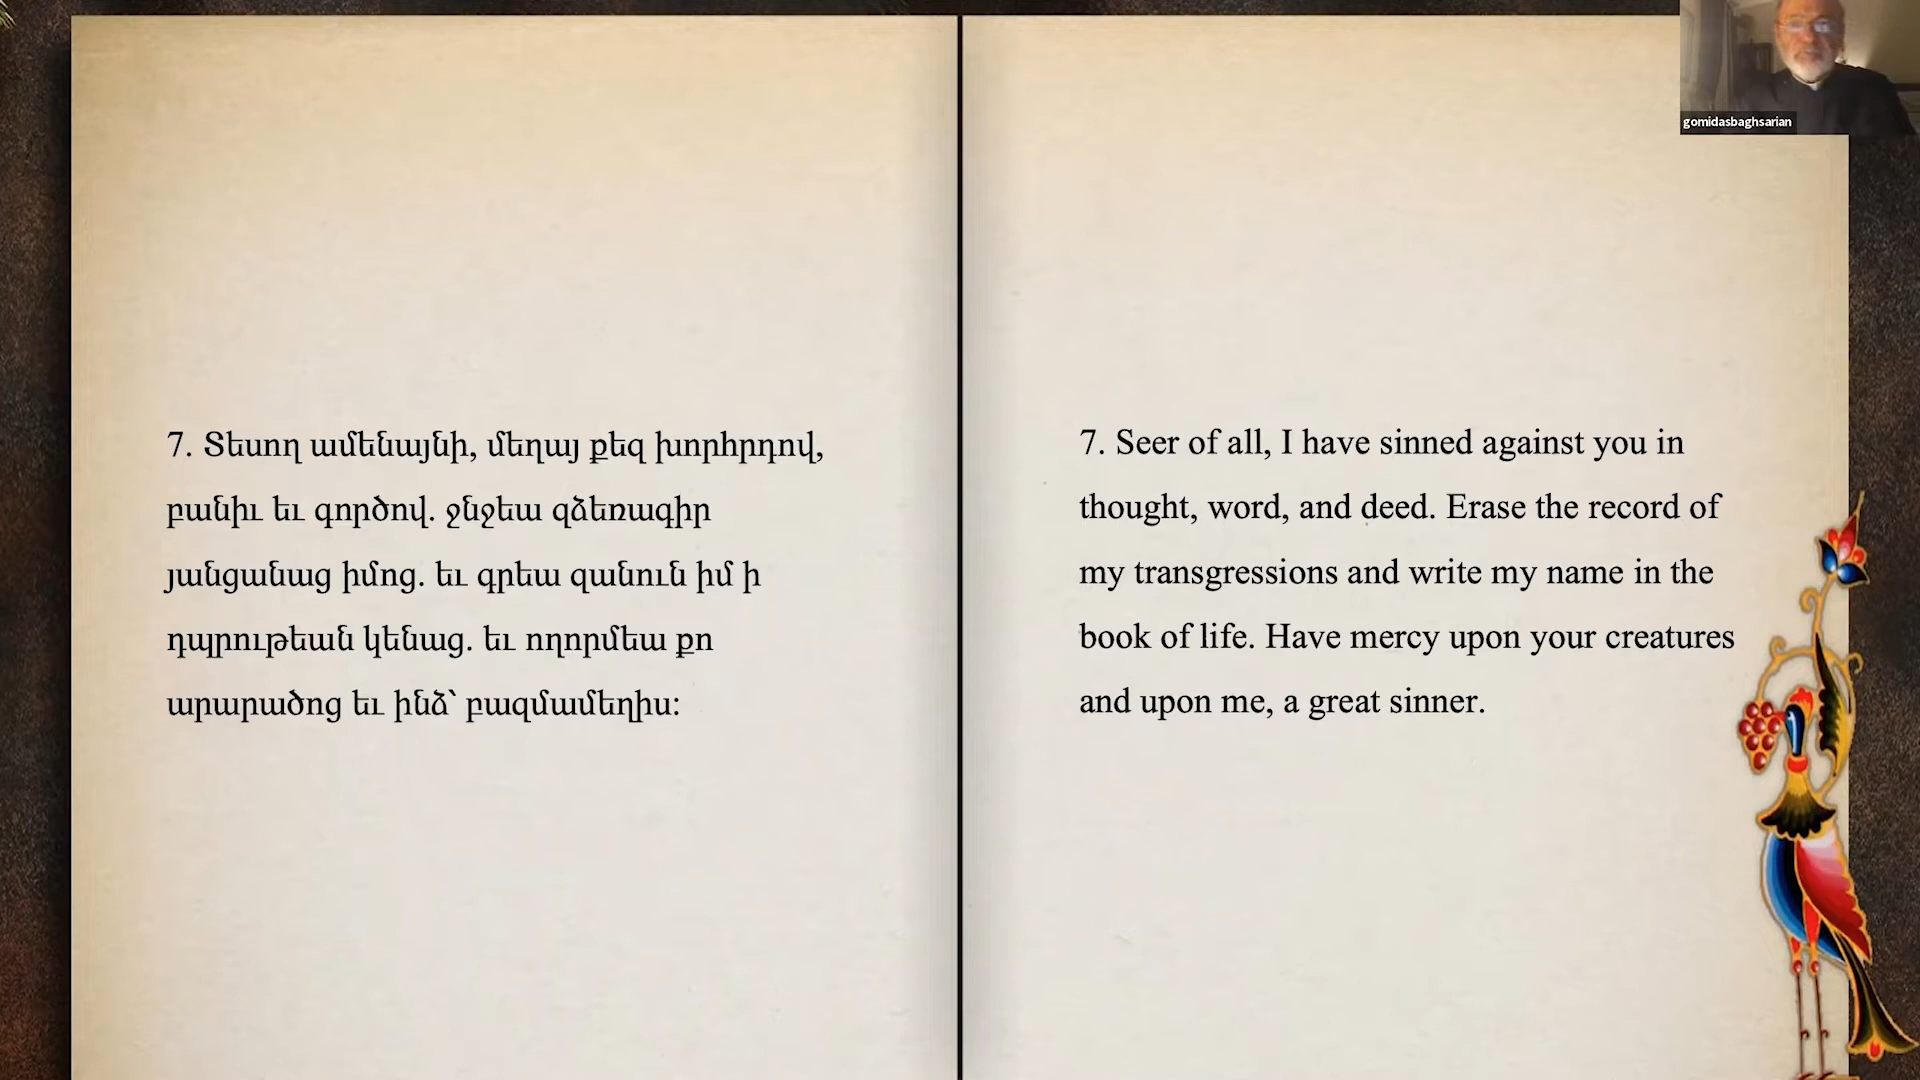 7. Տեսող ամենայնի, մեղայ քեզ խորհրդով,
բանիւ եւ գործով. ջնջեա զձեռագիր
յանցանաց իմոց. եւ գրեա զանուն իմ ի
դպրութեան կենաց. եւ ողորմեա քո
արարածոց եւ ինձ՝ բազմամեղիս։
7. Seer of all, I have sinned against you in
thought, word, and deed. Erase the record of
my transgressions and write my name in the
book of life. Have mercy upon your creatures
and upon me, a great sinner.
gomidasbaghsarian